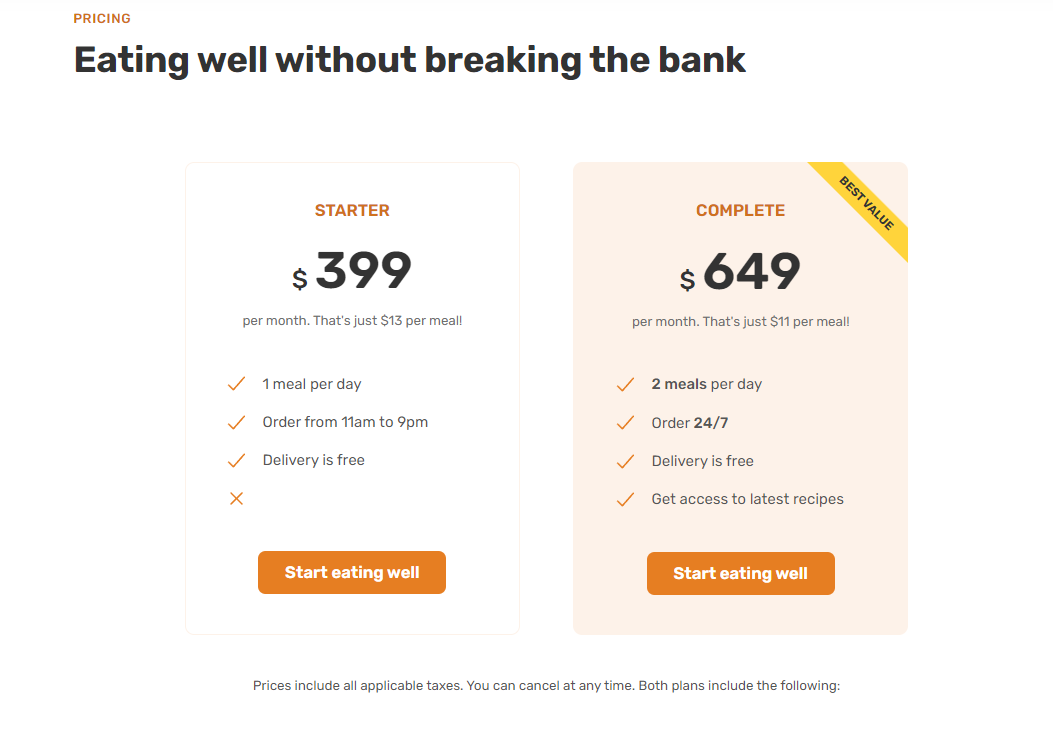 PRICING
Eating well without breaking the bank
STARTER
$ 399
per month. That's just $13 per meal!
1 meal per day
Order from 11am to 9pm
Delivery is free
Start eating well
BEST VALUE
COMPLETE
$ 649
per month. That's just $11 per meal!
2 meals per day
Order 24/7
Delivery is free
Get access to latest recipes
Start eating well
Prices include all applicable taxes. You can cancel at any time. Both plans include the following: